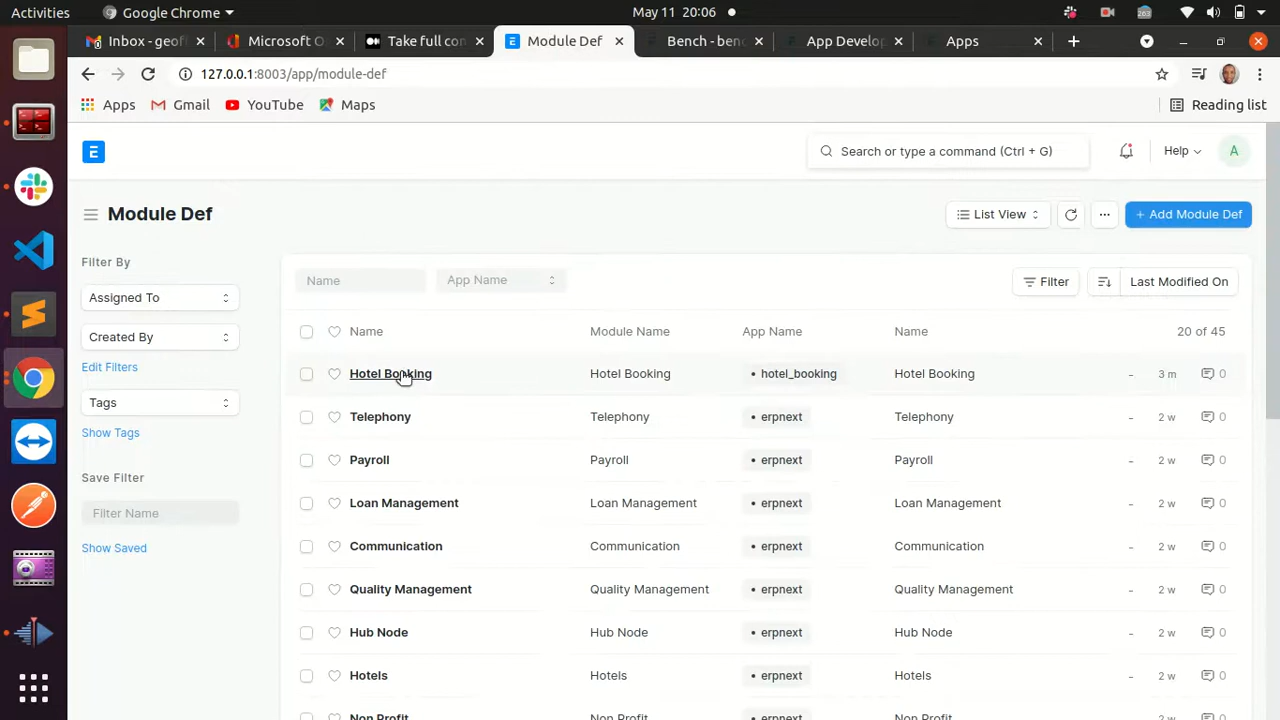 Activities
Google Chrome
May 11 20:06
263
Inbox - geof
Microsoft O
Take full con
Module Def
Bench - benc
App Develo
Apps
127.0.0.1:8003/app/module-def
Apps
Gmail
YouTube
Maps
Reading list
E
Search or type a command (Ctrl + G)
Help
A
Module Def
List View
+ Add Module Def
Filter By
Assigned To
Created By
Edit Filters
Tags
Show Tags
Save Filter
Filter Name
Show Saved
Name
App Name
Filter
Last Modified On
Name Module Name App Name Name 20 of 45
Hotel Booking Hotel Booking • hotel_booking Hotel Booking - 3 m 0
Telephony Telephony • erpnext Telephony - 2 w 0
Payroll Payroll • erpnext Payroll - 2 w 0
Loan Management Loan Management • erpnext Loan Management - 2 w 0
Communication Communication • erpnext Communication - 2 w 0
Quality Management Quality Management • erpnext Quality Management - 2 w 0
Hub Node Hub Node • erpnext Hub Node - 2 w 0
Hotels Hotels • erpnext Hotels - 2 w 0
Non Profit Non Profit • erpnext Non Profit - 2 w 0